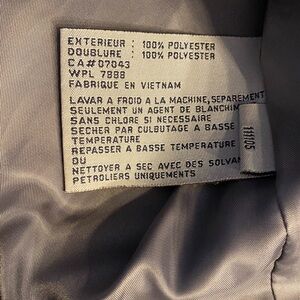 EXTERIEUR : 100% POLYESTER
DOUBLURE : 100% POLYESTER
CA#07043
WPL 7888
FABRIQUE EN VIETNAM
LAVAR A FROID A LA MACHINE, SEPAREMENT
SEULEMENT UN AGENT DE BLANCHIM
SANS CHLORE SI NECESSAIRE
SECHER PAR CULBUTAGE A BASSE
TEMPERATURE
REPASSER A BASSE TEMPERATURE
OU
NETTOYER A SEC AVEC DES SOLVAN
PETROLIERS UNIQUEMENTS
11F/05